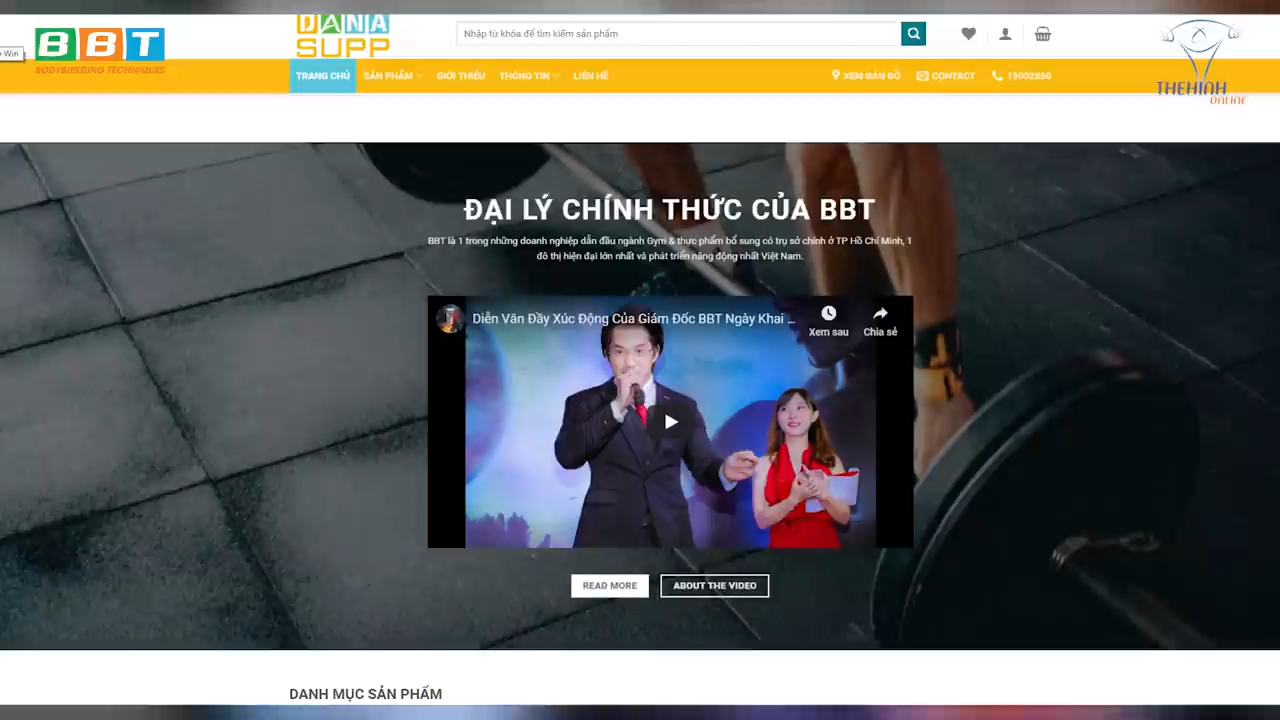 BBT
BODYBUILDING TECHNIQUES
Win
DANA
SUPP
Nhập từ khóa để tìm kiếm sản phẩm
THEHINH
ONLINE
TRANG CHỦ
SẢN PHẨM
GIỚI THIỆU
THÔNG TIN
LIÊN HỆ
XEM BẢN ĐỒ
CONTACT
19002850
ĐẠI LÝ CHÍNH THỨC CỦA BBT
BBT là 1 trong những doanh nghiệp dẫn đầu ngành Gym & thực phẩm bổ sung có trụ sở chính ở TP Hồ Chí Minh, 1
đô thị hiện đại lớn nhất và phát triển năng động nhất Việt Nam.
Diễn Văn Đầy Xúc Động Của Giám Đốc BBT Ngày Khai ...
Xem sau
Chia sẻ
READ MORE
ABOUT THE VIDEO
DANH MỤC SẢN PHẨM